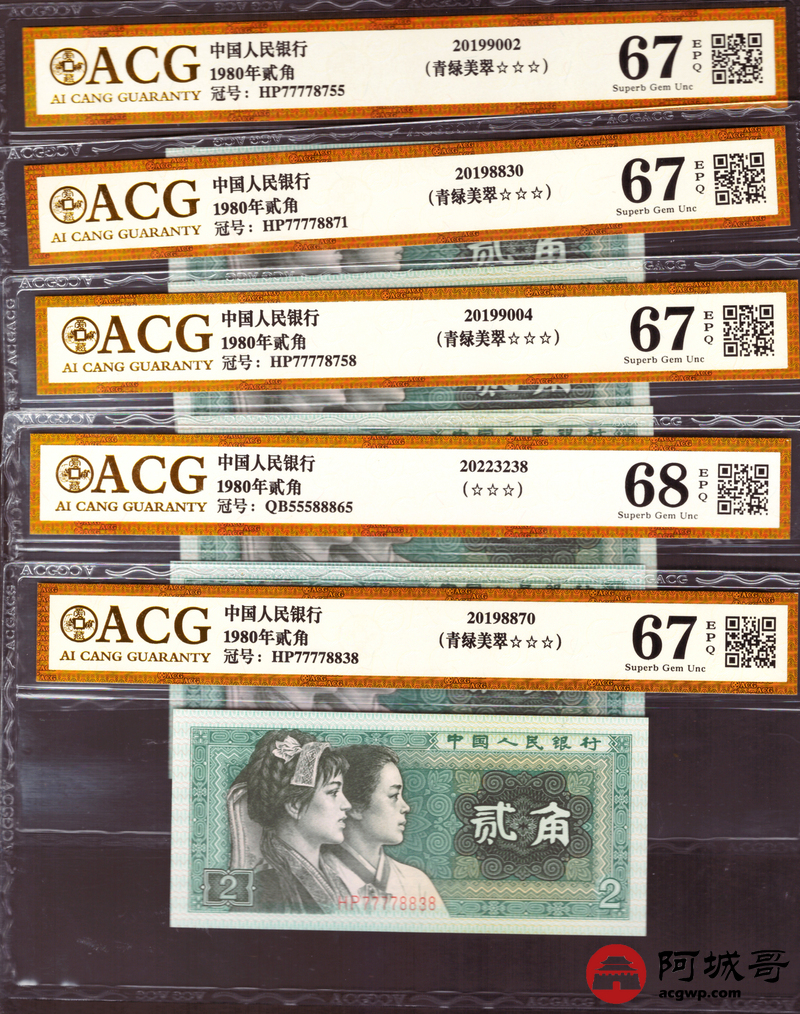 ACG
AI CANG GUARANTY
中国人民银行
1980年贰角
冠号：HP77778755
20199002
(青绿美翠☆☆☆)
67
EPQ
Superb Gem Unc
ACG
AI CANG GUARANTY
中国人民银行
1980年贰角
冠号：HP77778871
20198830
(青绿美翠☆☆☆)
67
EPQ
Superb Gem Unc
贰角
ACG
AI CANG GUARANTY
中国人民银行
1980年贰角
冠号：HP77778758
20199004
(青绿美翠☆☆☆)
67
EPQ
Superb Gem Unc
中国人民银行
ACG
AI CANG GUARANTY
中国人民银行
1980年贰角
冠号：QB55588865
20223238
(☆☆☆)
68
EPQ
Superb Gem Unc
ACG
AI CANG GUARANTY
中国人民银行
1980年贰角
冠号：HP77778838
20198870
(青绿美翠☆☆☆)
67
EPQ
Superb Gem Unc
中国人民银行
贰角
2
HP77778838
2
阿城哥
acgwp.com